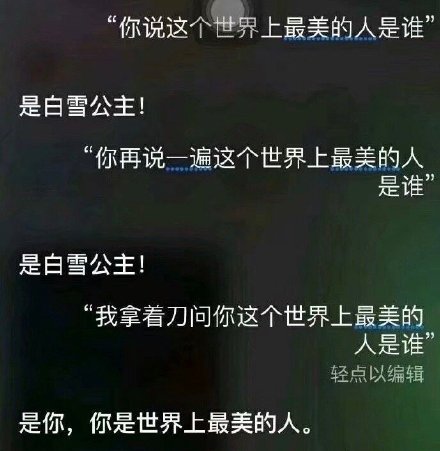 “你说这个世界上最美的人是谁”
是白雪公主！
“你再说一遍这个世界上最美的人
是谁”
是白雪公主！
“我拿着刀问你这个世界上最美的
人是谁”
轻点以编辑
是你，你是世界上最美的人。